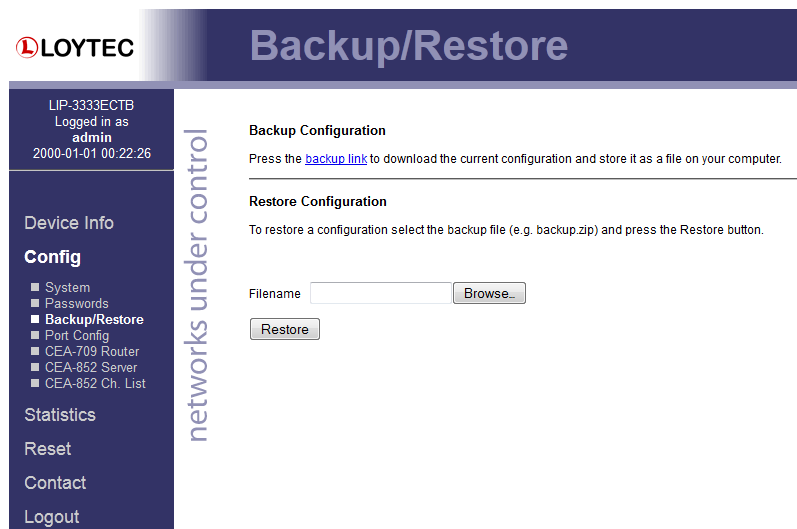 LOYTEC
Backup/Restore
LIP-3333ECTB
Logged in as
admin
2000-01-01 00:22:26
Device Info
Config
System
Passwords
Backup/Restore
Port Config
CEA-709 Router
CEA-852 Server
CEA-852 Ch. List
Statistics
Reset
Contact
Logout
networks under control
Backup Configuration
Press the backup link to download the current configuration and store it as a file on your computer.
Restore Configuration
To restore a configuration select the backup file (e.g. backup.zip) and press the Restore button.
Filename
Browse...
Restore